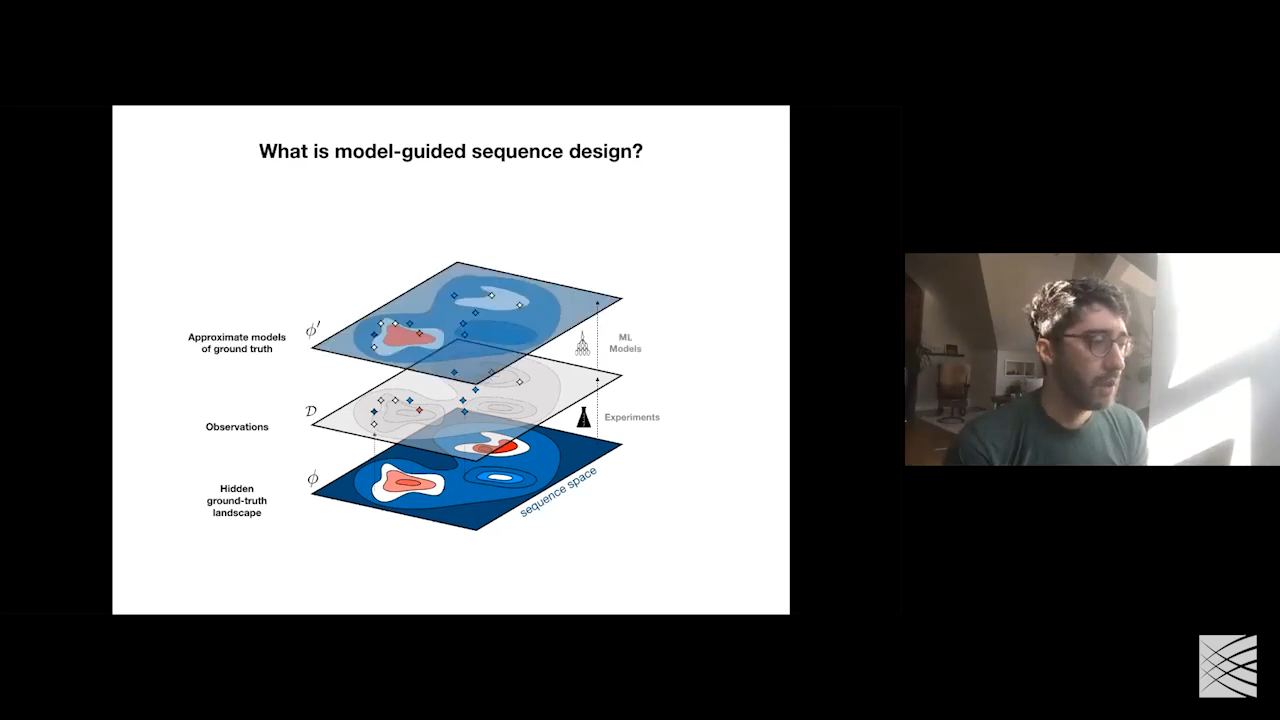 What is model-guided sequence design?
Approximate models
of ground truth
ϕ′
ML
Models
Observations
𝒟
Experiments
Hidden
ground-truth
landscape
ϕ
sequence space